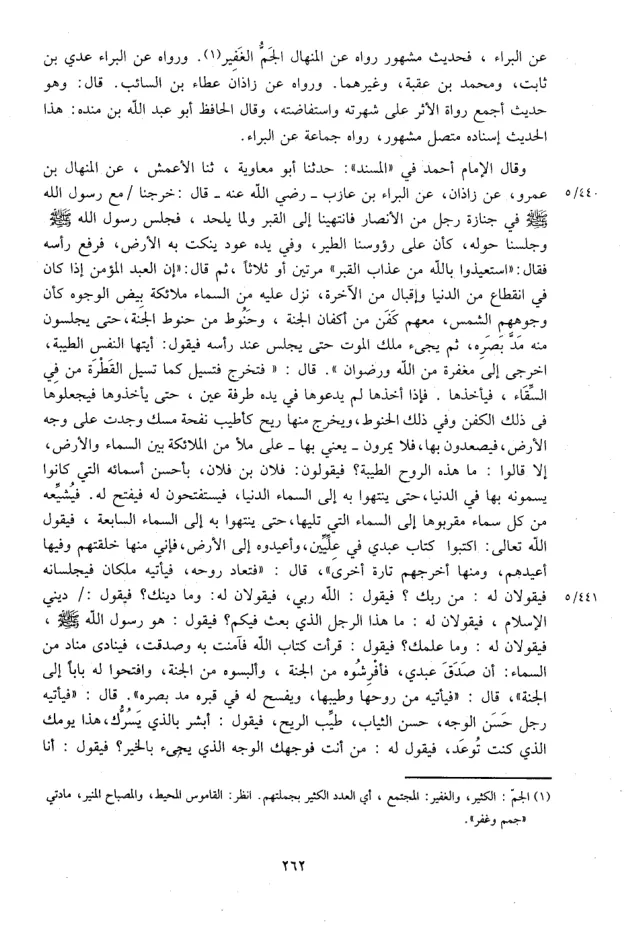 عن البراء ، فحديث مشهور رواه عن المنهال الجَمُّ الغَفِير(١). ورواه عن البراء عدي بن
ثابت، ومحمد بن عقبة، وغيرهما. ورواه عن زاذان عطاء بن السائب. قال: وهو
حديث أجمع رواة الأثر على شهرته واستفاضته، وقال الحافظ أبو عبد الله بن منده: هذا
الحديث إسناده متصل مشهور، رواه جماعة عن البراء.
وقال الإمام أحمد في «المسند»: حدثنا أبو معاوية ، ثنا الأعمش ، عن المنهال بن
عمرو، عن زاذان، عن البراء بن عازب ـ رضي الله عنه ـ قال : خرجنا / مع رسول الله ٥/٤٤٠
ﷺ في جنازة رجل من الأنصار فانتهينا إلى القبر ولما يلحد ، فجلس رسول الله ﷺ
وجلسنا حوله، كأن على رؤوسنا الطير، وفي يده عود ينكت به الأرض، فرفع رأسه
فقال: «استعيذوا بالله من عذاب القبر» مرتين أو ثلاثاً ، ثم قال: «إن العبد المؤمن إذا كان
في انقطاع من الدنيا وإقبال من الآخرة، نزل عليه من السماء ملائكة بِيض الوجوه كأن
وجوههم الشمس، معهم كَفَن من أكفان الجنة ، وحَنُوط من حنوط الجنة، حتى يجلسون
منه مَدَّ بَصَرِه، ثم يجىء ملك الموت حتى يجلس عند رأسه فيقول: أيتها النفس الطيبة،
اخرجي إلى مغفرة من الله ورضوان ». قال : « فتخرج فتسيل كما تسيل القَطْرَة من فِي
السِّقَاء ، فيأخذها . فإذا أخذها لم يدعوها في يده طرفة عين ، حتى يأخذوها فيجعلوها
فى ذلك الكفن وفي ذلك الحنوط، ويخرج منها ريح كأطيب نفحة مسك وجدت على وجه
الأرض، فيصعدون بها، فلا يمرون ـ يعني بها ـ على ملأ من الملائكة بين السماء والأرض،
إلا قالوا : ما هذه الروح الطيبة؟ فيقولون: فلان بن فلان، بأحسن أسمائه التي كانوا
يسمونه بها في الدنيا، حتى ينتهوا به إلى السماء الدنيا، فيستفتحون له فيفتح له. فيُشيِّعه
من كل سماء مقربوها إلى السماء التي تليها، حتى ينتهوا به إلى السماء السابعة ، فيقول
الله تعالى: اكتبوا كتاب عبدي في عِلِّيِّين، وأعيدوه إلى الأرض، فإني منها خلقتهم وفيها
أعيدهم، ومنها أخرجهم تارة أخرى»، قال : «فتعاد روحه، فيأتيه ملكان فيجلسانه
فيقولان له : من ربك ؟ فيقول : الله ربي، فيقولان له: وما دينك؟ فيقول :/ ديني ٥/٤٤١
الإسلام ، فيقولان له : ما هذا الرجل الذي بعث فيكم؟ فيقول : هو رسول الله ﷺ ،
فيقولان له : وما علمك؟ فيقول : قرأت كتاب الله فآمنت به وصدقت، فينادى مناد من
السماء: أن صَدَقَ عبدي، فأفْرِشُوه من الجنة ، وألبسوه من الجنة، وافتحوا له باباً إلى
الجنة»، قال : «فيأتيه من روحها وطيبها، ويفسح له في قبره مد بصره». قال : «فيأتيه
رجل حَسَن الوجه، حسن الثياب، طيِّب الريح، فيقول : أبشر بالذي يَسرُّك، هذا يومك
الذي كنت تُوعَد، فيقول له : من أنت فوجهك الوجه الذي يجىء بالخير؟ فيقول : أنا
(١) الجمّ : الكثير، والغفير: المجتمع ، أي العدد الكثير بجملتهم. انظر: القاموس المحيط، والمصباح المنير، مادتي
«جمم وغفر».
٢٦٢